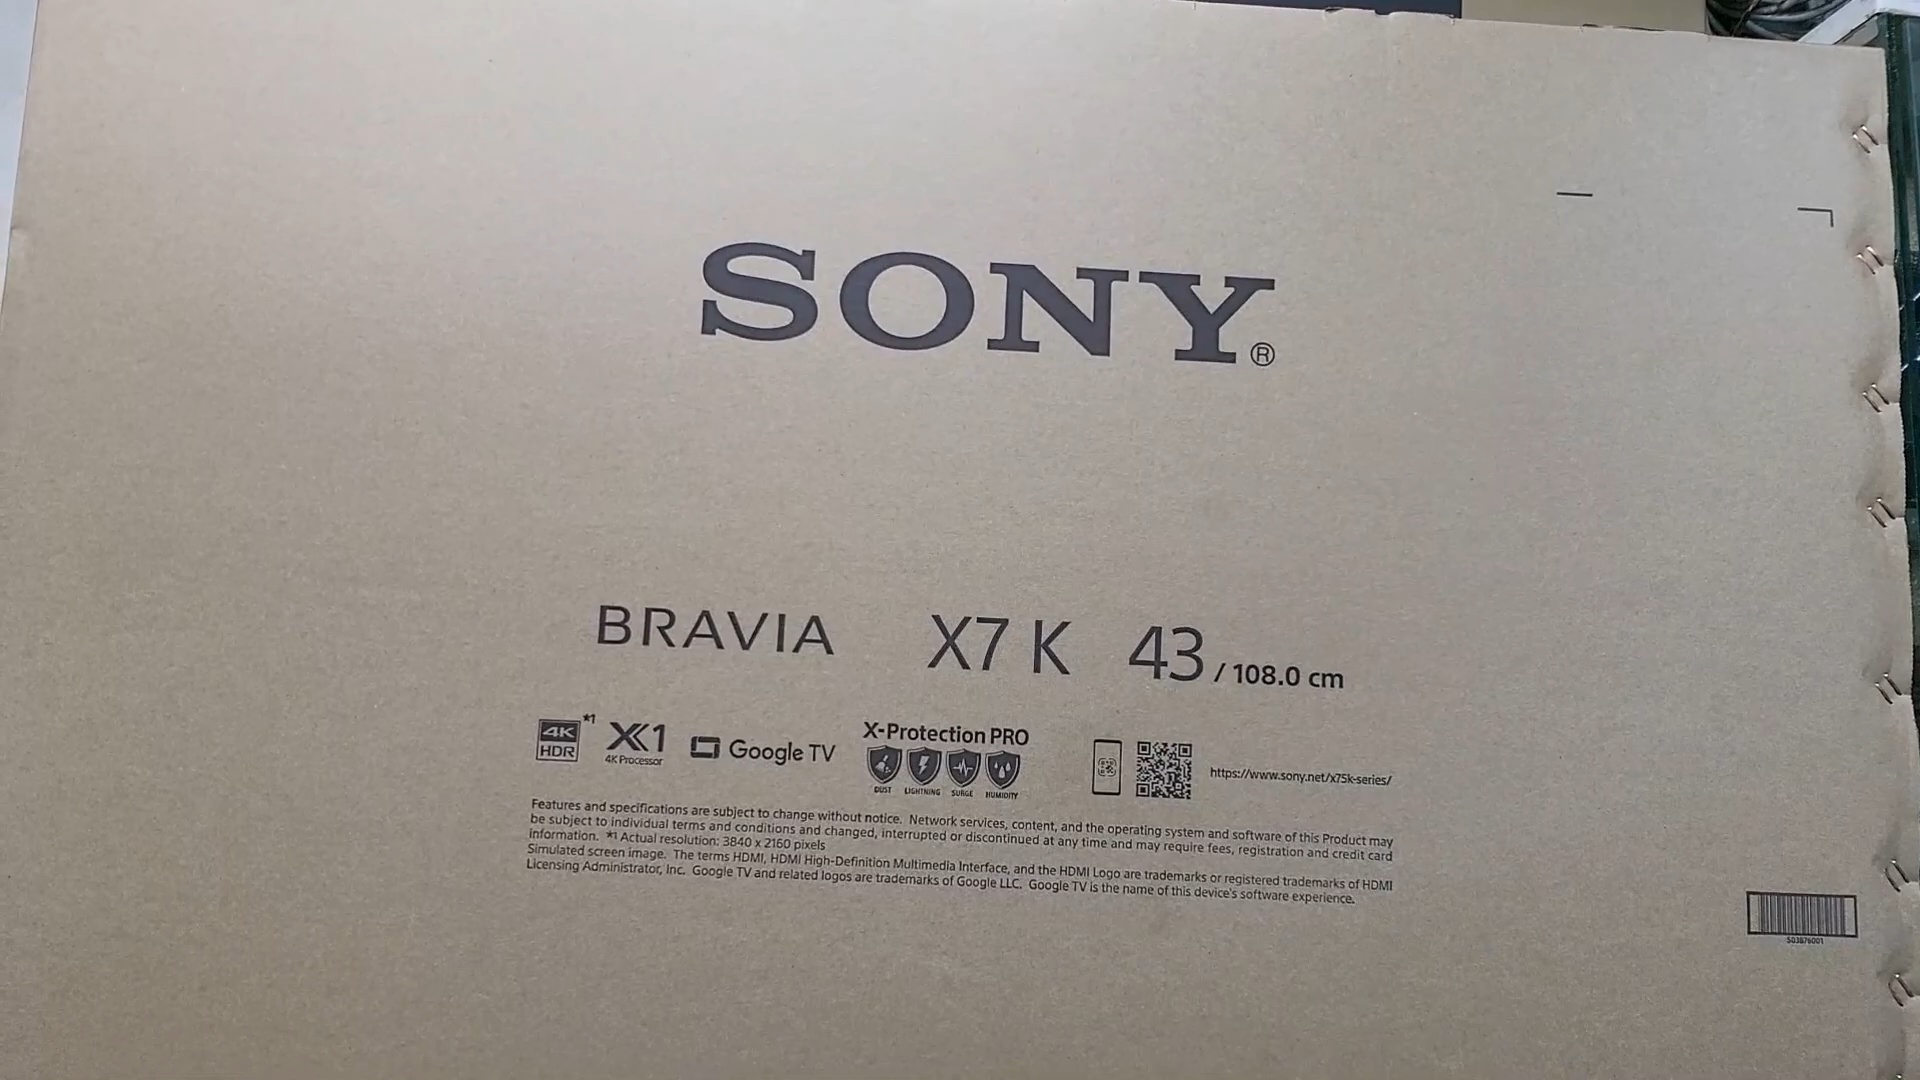 SONY®
BRAVIA X7 K 43 / 108.0 cm
4K HDR *1 X1 4K Processor Google TV X-Protection PRO
DUST LIGHTNING SURGE HUMIDITY
https://www.sony.net/x75k-series/
Features and specifications are subject to change without notice. Network services, content, and the operating system and software of this Product may
be subject to individual terms and conditions and changed, interrupted or discontinued at any time and may require fees, registration and credit card
information. *1 Actual resolution: 3840 x 2160 pixels
Simulated screen image. The terms HDMI, HDMI High-Definition Multimedia Interface, and the HDMI Logo are trademarks or registered trademarks of HDMI
Licensing Administrator, Inc. Google TV and related logos are trademarks of Google LLC. Google TV is the name of this device's software experience.
503876001